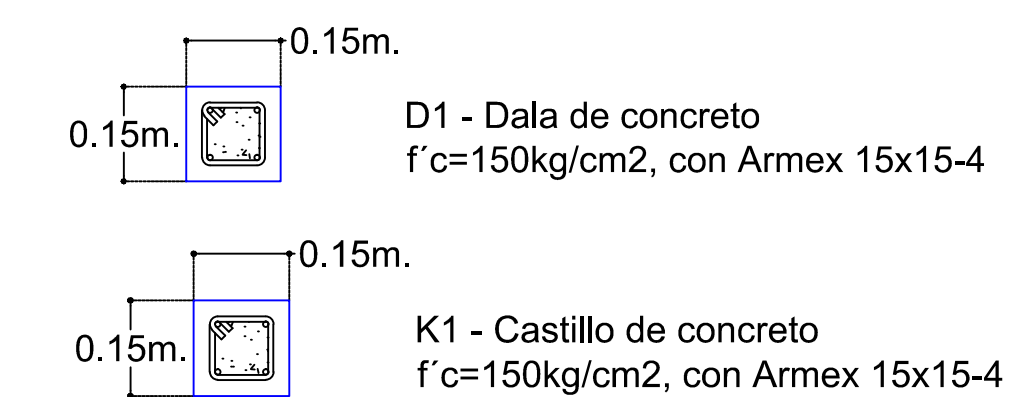 0.15m.
0.15m.
D1 - Dala de concreto
f´c=150kg/cm2, con Armex 15x15-4
0.15m.
0.15m.
K1 - Castillo de concreto
f´c=150kg/cm2, con Armex 15x15-4